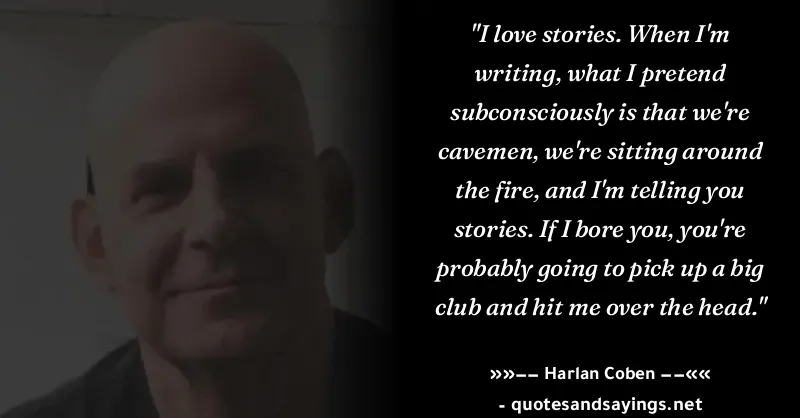 "I love stories. When I'm
writing, what I pretend
subconsciously is that we're
cavemen, we're sitting around
the fire, and I'm telling you
stories. If I bore you, you're
probably going to pick up a big
club and hit me over the head."
»»−− Harlan Coben −−««
- quotesandsayings.net